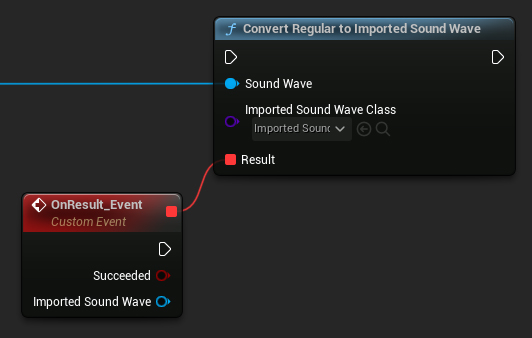 f Convert Regular to Imported Sound Wave
Sound Wave
Imported Sound Wave Class
Imported Sound
Result
OnResult_Event
Custom Event
Succeeded
Imported Sound Wave